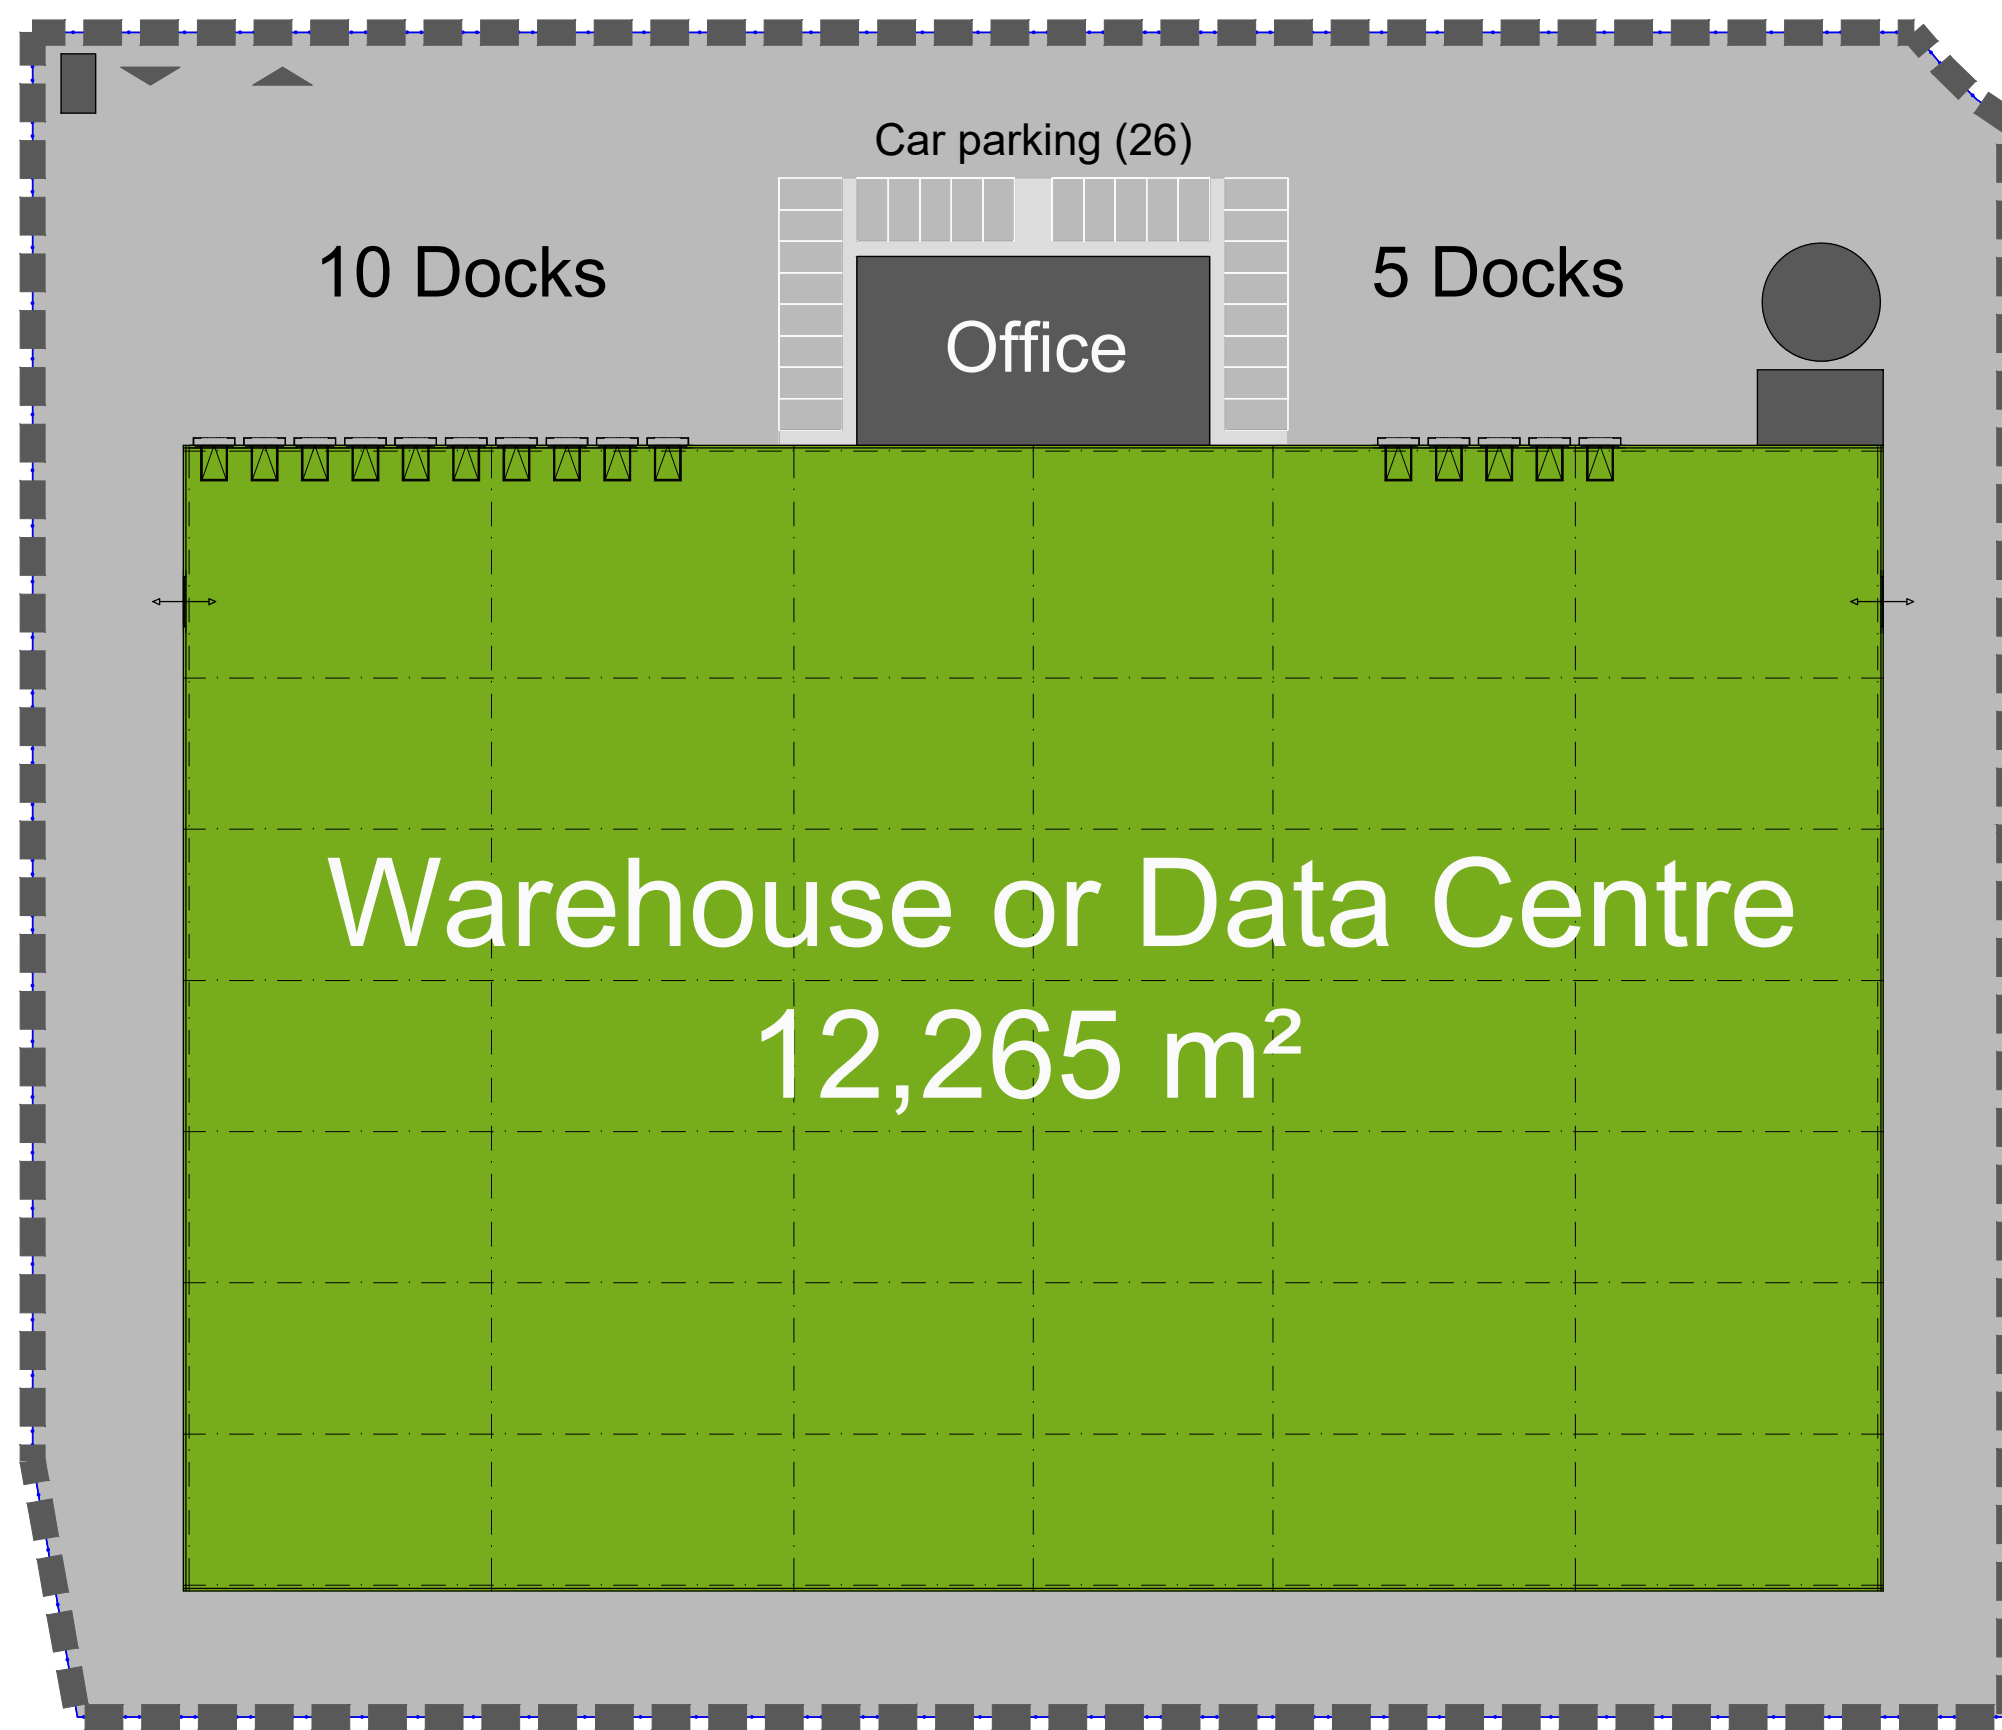 Car parking (26)
10 Docks
5 Docks
Office
Warehouse or Data Centre
12,265 m²